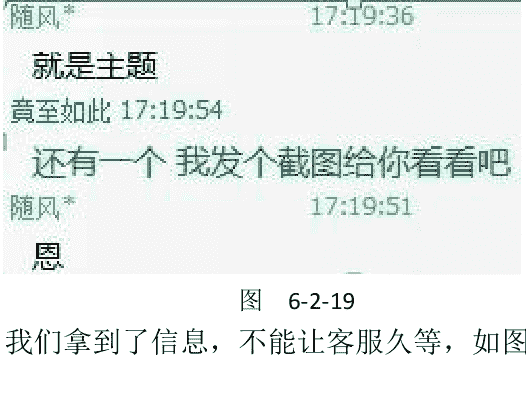 随风* 17:19:36
就是主题
竟至如此 17:19:54
还有一个 我发个截图给你看看吧
随风* 17:19:51
恩
图 6-2-19
我们拿到了信息，不能让客服久等，如图